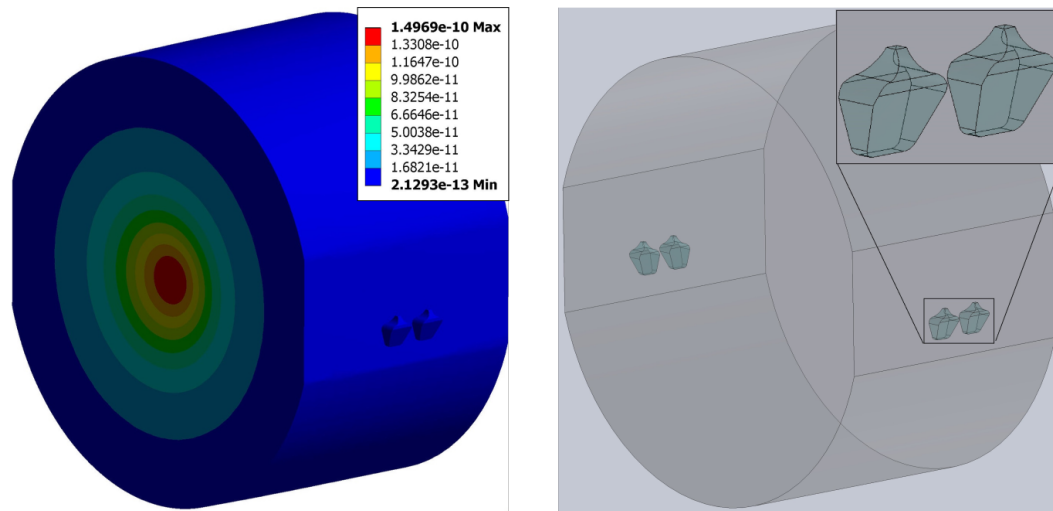 1.4969e-10 Max
1.3308e-10
1.1647e-10
9.9862e-11
8.3254e-11
6.6646e-11
5.0038e-11
3.3429e-11
1.6821e-11
2.1293e-13 Min